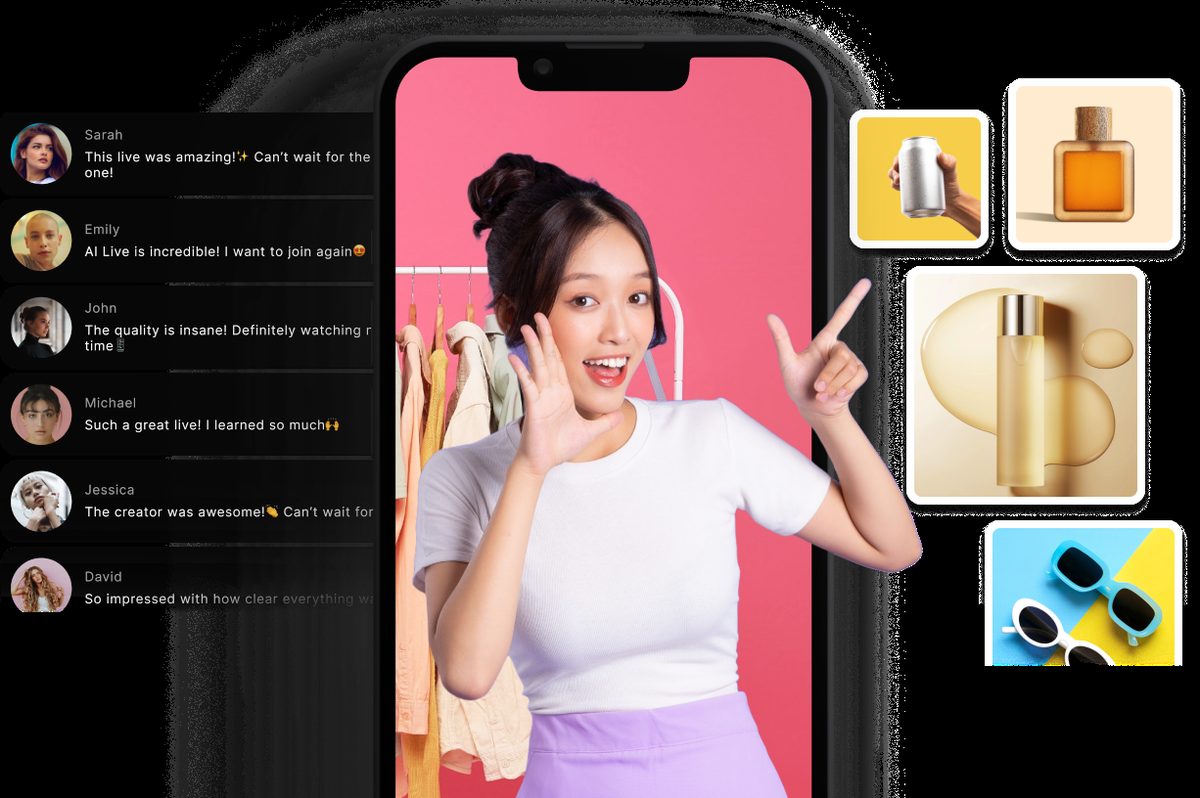 Sarah
This live was amazing!✨ Can’t wait for the
one!
Emily
AI Live is incredible! I want to join again😍
John
The quality is insane! Definitely watching
time
Michael
Such a great live! I learned so much🙌
Jessica
The creator was awesome!👏 Can’t wait for
David
So impressed with how clear everything